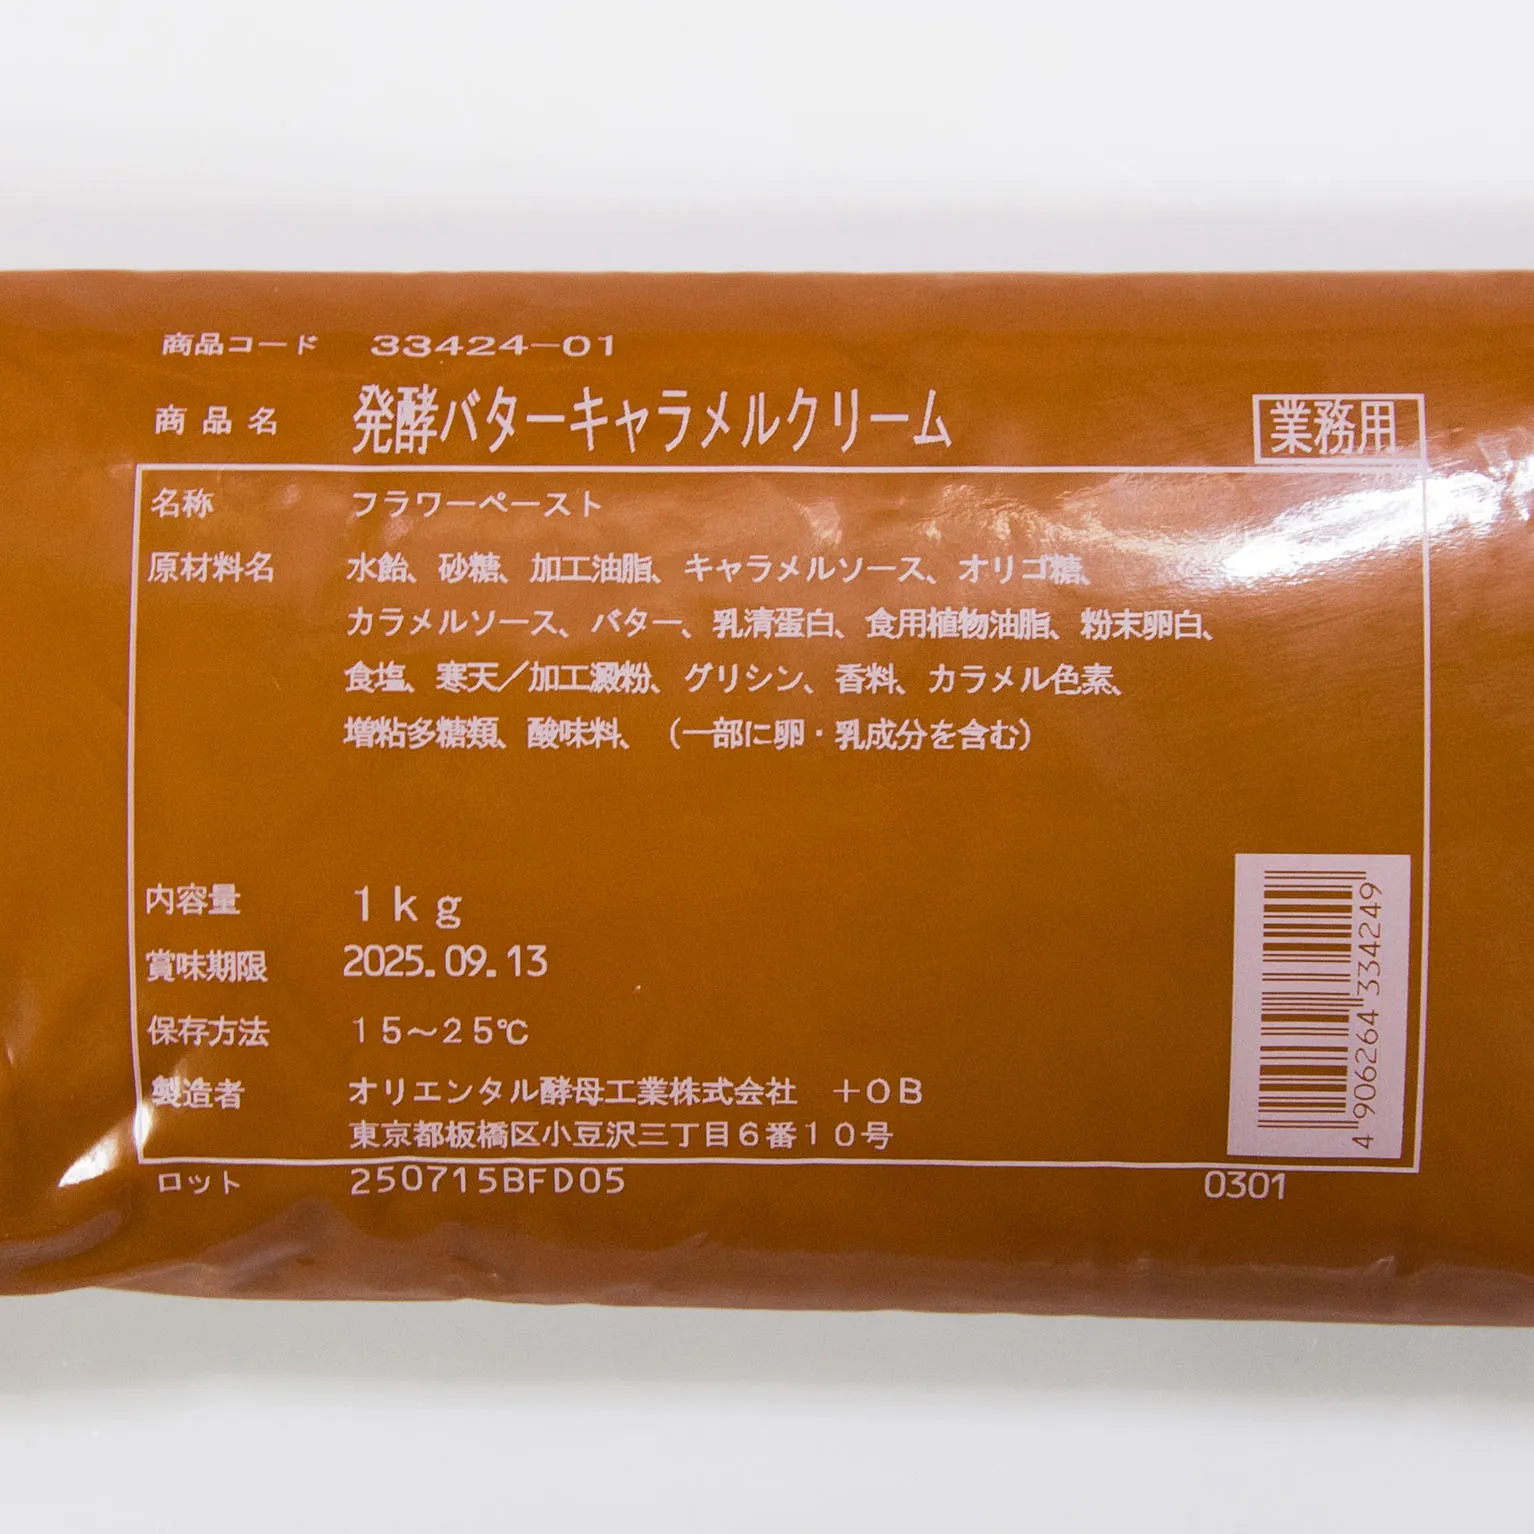 商品コード 33424-01
商品名 発酵バターキャラメルクリーム 業務用
名称 フラワーペースト
原材料名 水飴、砂糖、加工油脂、キャラメルソース、オリゴ糖、
カラメルソース、バター、乳清蛋白、食用植物油脂、粉末卵白、
食塩、寒天／加工澱粉、グリシン、香料、カラメル色素、
増粘多糖類、酸味料、（一部に卵・乳成分を含む）
内容量 1kg
賞味期限 2025.09.13
保存方法 15〜25℃
製造者 オリエンタル酵母工業株式会社 +OB
東京都板橋区小豆沢三丁目6番10号
4 906264 334249
ロット 250715BFD05 0301